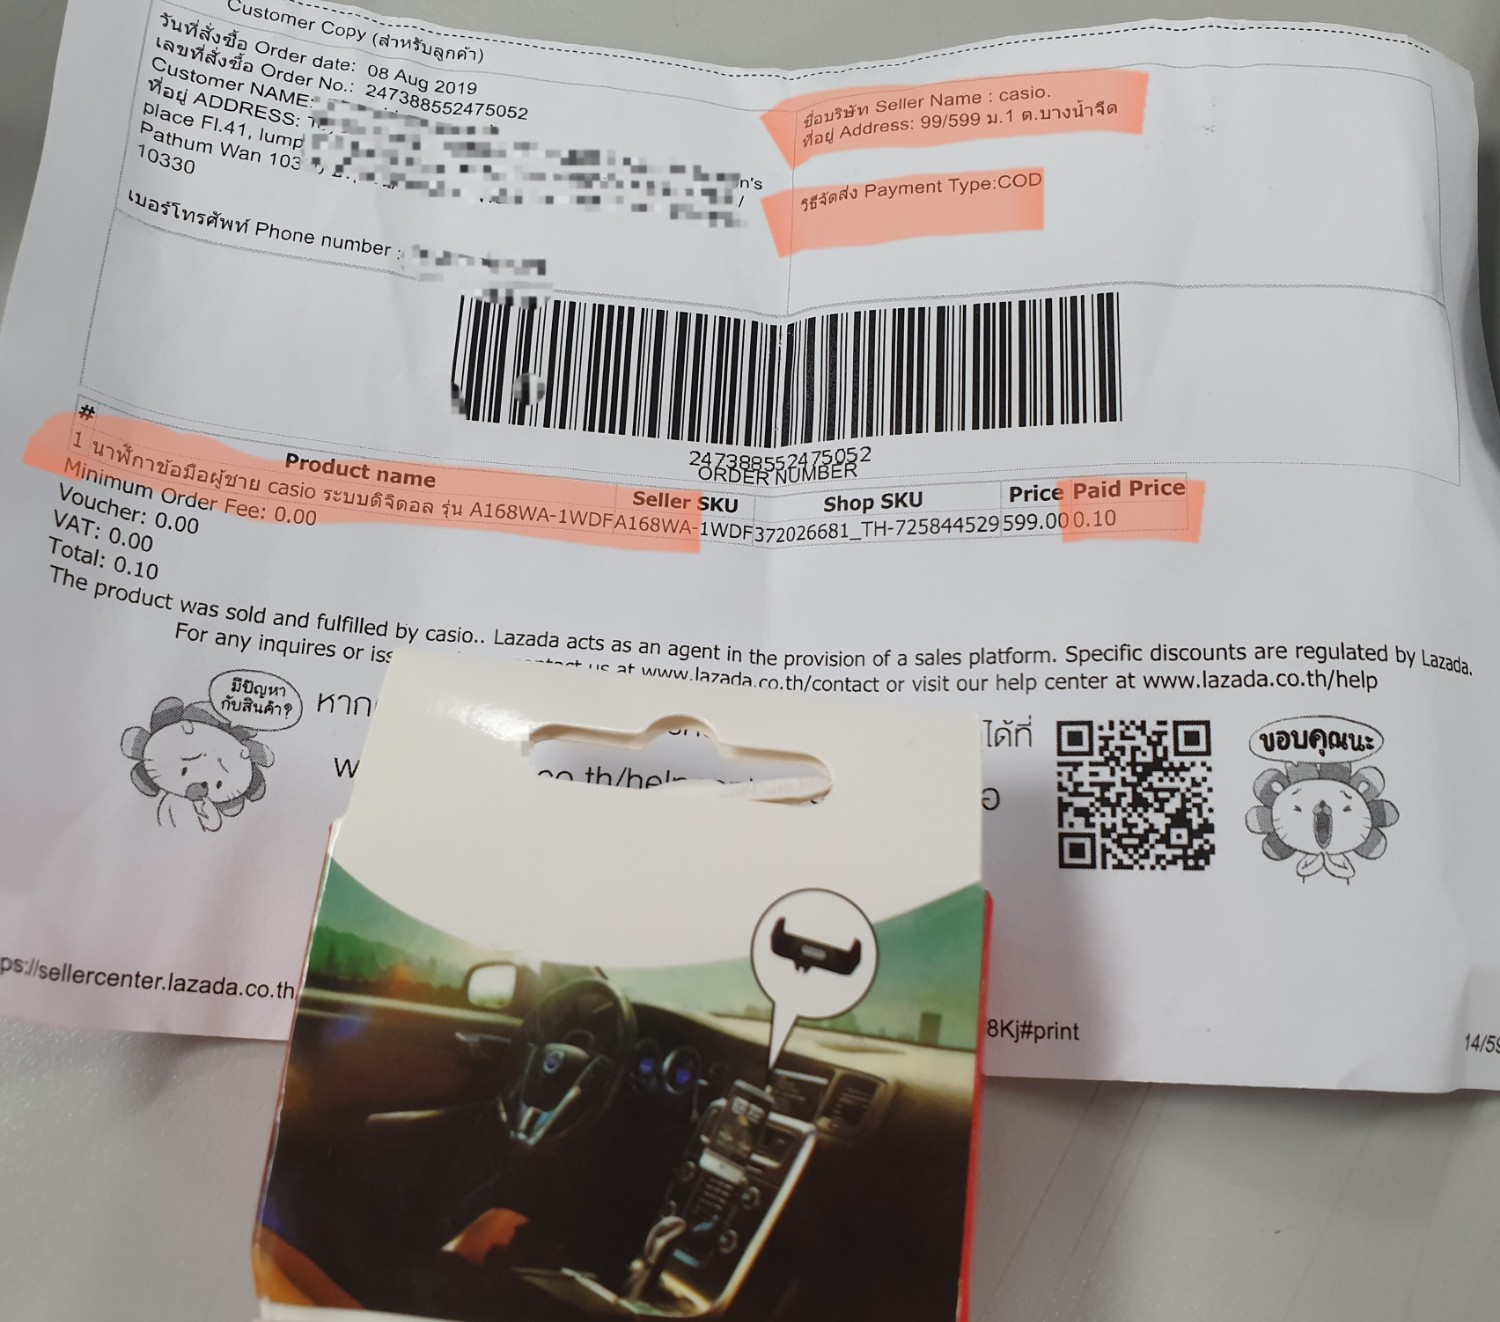 Customer Copy (สำหรับลูกค้า)
วันที่สั่งซื้อ Order date: 08 Aug 2019
เลขที่สั่งซื้อ Order No.: 247388552475052
Customer NAME:
ที่อยู่ ADDRESS:
place Fl.41, lump
n's
Pathum Wan 103 /
10330
เบอร์โทรศัพท์ Phone number :
ชื่อบริษัท Seller Name : casio.
ที่อยู่ Address: 99/599 ม.1 ต.บางน้ำจืด
วิธีจัดส่ง Payment Type:COD
247388552475052
ORDER NUMBER
# Product name Seller SKU Shop SKU Price Paid Price
1 นาฬิกาข้อมือผู้ชาย casio ระบบดิจิตอล รุ่น A168WA-1WDF A168WA-1WDF 372026681_TH-725844529 599.00 0.10
Minimum Order Fee: 0.00
Voucher: 0.00
VAT: 0.00
Total: 0.10
The product was sold and fulfilled by casio.. Lazada acts as an agent in the provision of a sales platform. Specific discounts are regulated by Lazada.
For any inquires or iss us at www.lazada.co.th/contact or visit our help center at www.lazada.co.th/help
มีปัญหา
กับสินค้า?
หาก ได้ที่
w co.th/help อ
ขอบคุณนะ
ps://sellercenter.lazada.co.th 8Kj#print
14/59